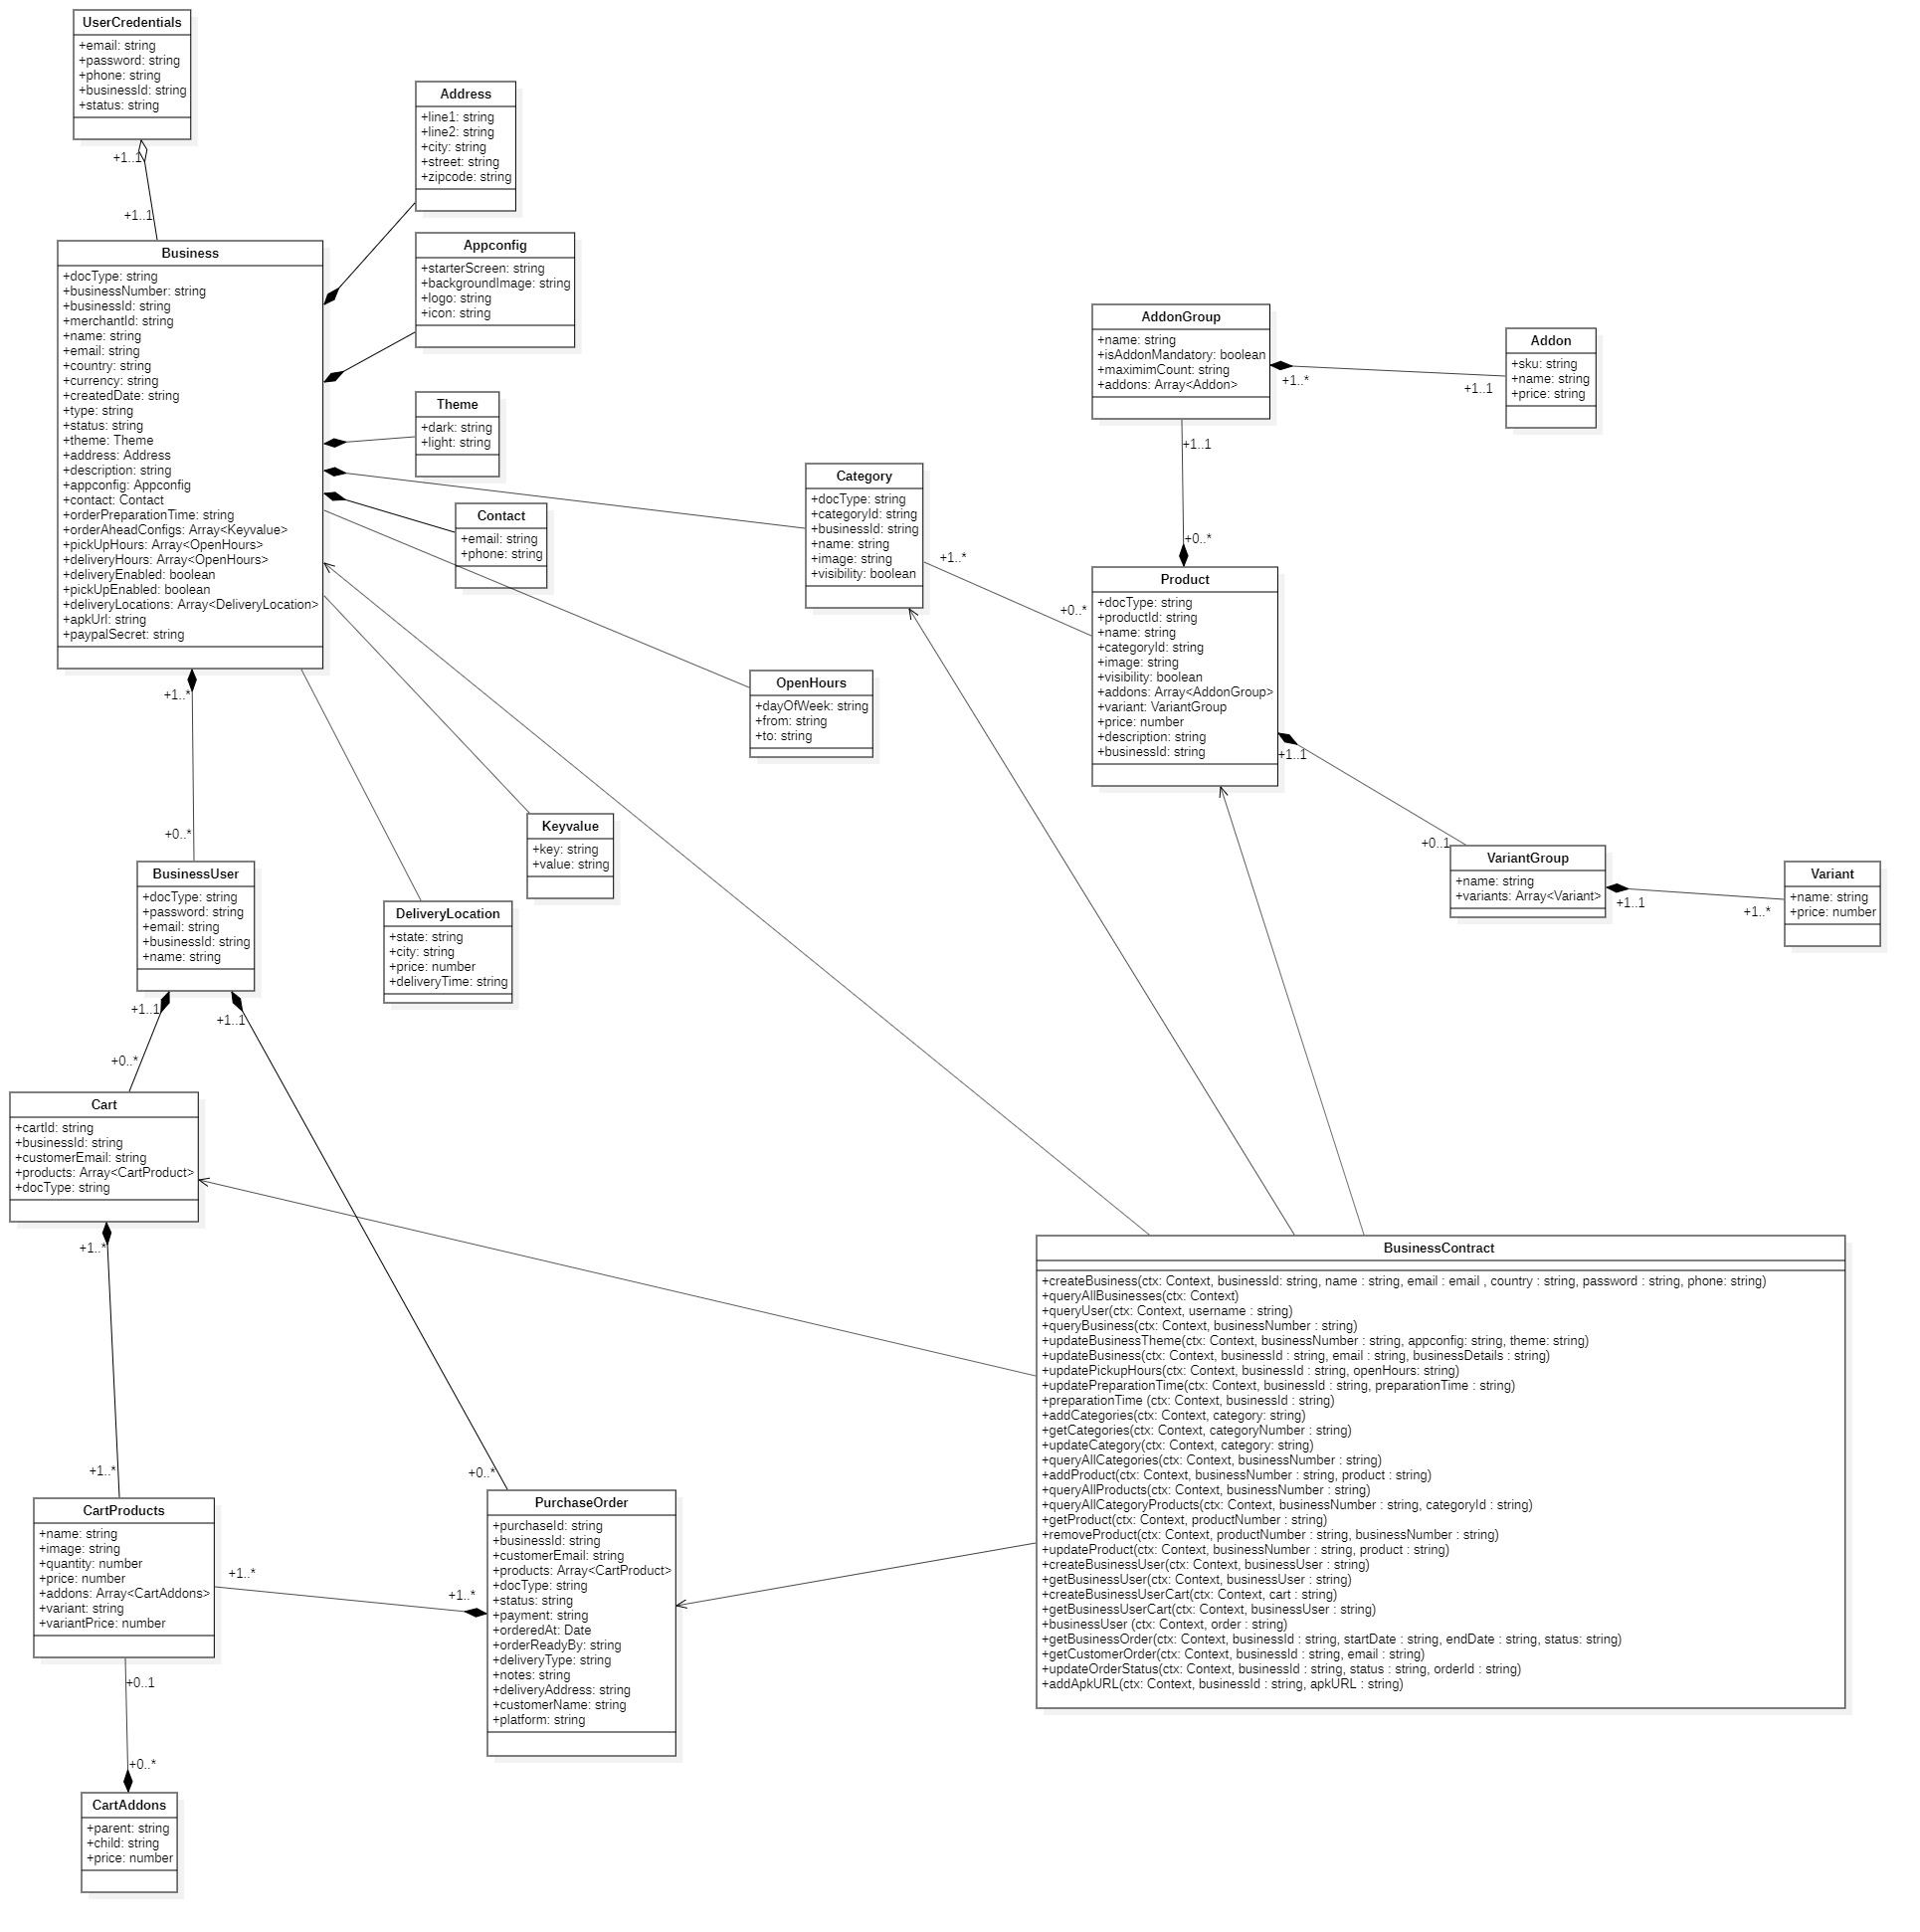 UserCredentials
+email: string
+password: string
+phone: string
+businessId: string
+status: string
+1..1
+1..1
Address
+line1: string
+line2: string
+city: string
+street: string
+zipcode: string
Appconfig
+starterScreen: string
+backgroundImage: string
+logo: string
+icon: string
Theme
+dark: string
+light: string
Contact
+email: string
+phone: string
Business
+docType: string
+businessNumber: string
+businessId: string
+merchantId: string
+name: string
+email: string
+country: string
+currency: string
+createdDate: string
+type: string
+status: string
+theme: Theme
+address: Address
+description: string
+appconfig: Appconfig
+contact: Contact
+orderPreparationTime: string
+orderAheadConfigs: Array<Keyvalue>
+pickUpHours: Array<OpenHours>
+deliveryHours: Array<OpenHours>
+deliveryEnabled: boolean
+pickUpEnabled: boolean
+deliveryLocations: Array<DeliveryLocation>
+apkUrl: string
+paypalSecret: string
+1..*
+0..*
Category
+docType: string
+categoryId: string
+businessId: string
+name: string
+image: string
+visibility: boolean
+1..*
+0..*
AddonGroup
+name: string
+isAddonMandatory: boolean
+maximimCount: string
+addons: Array<Addon>
+1..*
+1..1
Addon
+sku: string
+name: string
+price: string
+1..1
+0..*
Product
+docType: string
+productId: string
+name: string
+categoryId: string
+image: string
+visibility: boolean
+addons: Array<AddonGroup>
+variant: VariantGroup
+price: number
+description: string
+businessId: string
+1..1
+0..1
VariantGroup
+name: string
+variants: Array<Variant>
+1..1
+1..*
Variant
+name: string
+price: number
OpenHours
+dayOfWeek: string
+from: string
+to: string
Keyvalue
+key: string
+value: string
DeliveryLocation
+state: string
+city: string
+price: number
+deliveryTime: string
BusinessUser
+docType: string
+password: string
+email: string
+businessId: string
+name: string
+1..1
+1..1
+0..*
Cart
+cartId: string
+businessId: string
+customerEmail: string
+products: Array<CartProduct>
+docType: string
+1..*
+1..*
+0..*
CartProducts
+name: string
+image: string
+quantity: number
+price: number
+addons: Array<CartAddons>
+variant: string
+variantPrice: number
+1..*
+1..*
+0..1
+0..*
CartAddons
+parent: string
+child: string
+price: number
PurchaseOrder
+purchaseId: string
+businessId: string
+customerEmail: string
+products: Array<CartProduct>
+docType: string
+status: string
+payment: string
+orderedAt: Date
+orderReadyBy: string
+deliveryType: string
+notes: string
+deliveryAddress: string
+customerName: string
+platform: string
BusinessContract
+createBusiness(ctx: Context, businessId: string, name : string, email : email , country : string, password : string, phone: string)
+queryAllBusinesses(ctx: Context)
+queryUser(ctx: Context, username : string)
+queryBusiness(ctx: Context, businessNumber : string)
+updateBusinessTheme(ctx: Context, businessNumber : string, appconfig: string, theme: string)
+updateBusiness(ctx: Context, businessId : string, email : string, businessDetails : string)
+updatePickupHours(ctx: Context, businessId : string, openHours: string)
+updatePreparationTime(ctx: Context, businessId : string, preparationTime : string)
+preparationTime (ctx: Context, businessId : string)
+addCategories(ctx: Context, category: string)
+getCategories(ctx: Context, categoryNumber : string)
+updateCategory(ctx: Context, category: string)
+queryAllCategories(ctx: Context, businessNumber : string)
+addProduct(ctx: Context, businessNumber : string, product : string)
+queryAllProducts(ctx: Context, businessNumber : string)
+queryAllCategoryProducts(ctx: Context, businessNumber : string, categoryId : string)
+getProduct(ctx: Context, productNumber : string)
+removeProduct(ctx: Context, productNumber : string, businessNumber : string)
+updateProduct(ctx: Context, businessNumber : string, product : string)
+createBusinessUser(ctx: Context, businessUser : string)
+getBusinessUser(ctx: Context, businessUser : string)
+createBusinessUserCart(ctx: Context, cart : string)
+getBusinessUserCart(ctx: Context, businessUser : string)
+businessUser (ctx: Context, order : string)
+getBusinessOrder(ctx: Context, businessId : string, startDate : string, endDate : string, status: string)
+getCustomerOrder(ctx: Context, businessId : string, email : string)
+updateOrderStatus(ctx: Context, businessId : string, status : string, orderId : string)
+addApkURL(ctx: Context, businessId : string, apkURL : string)